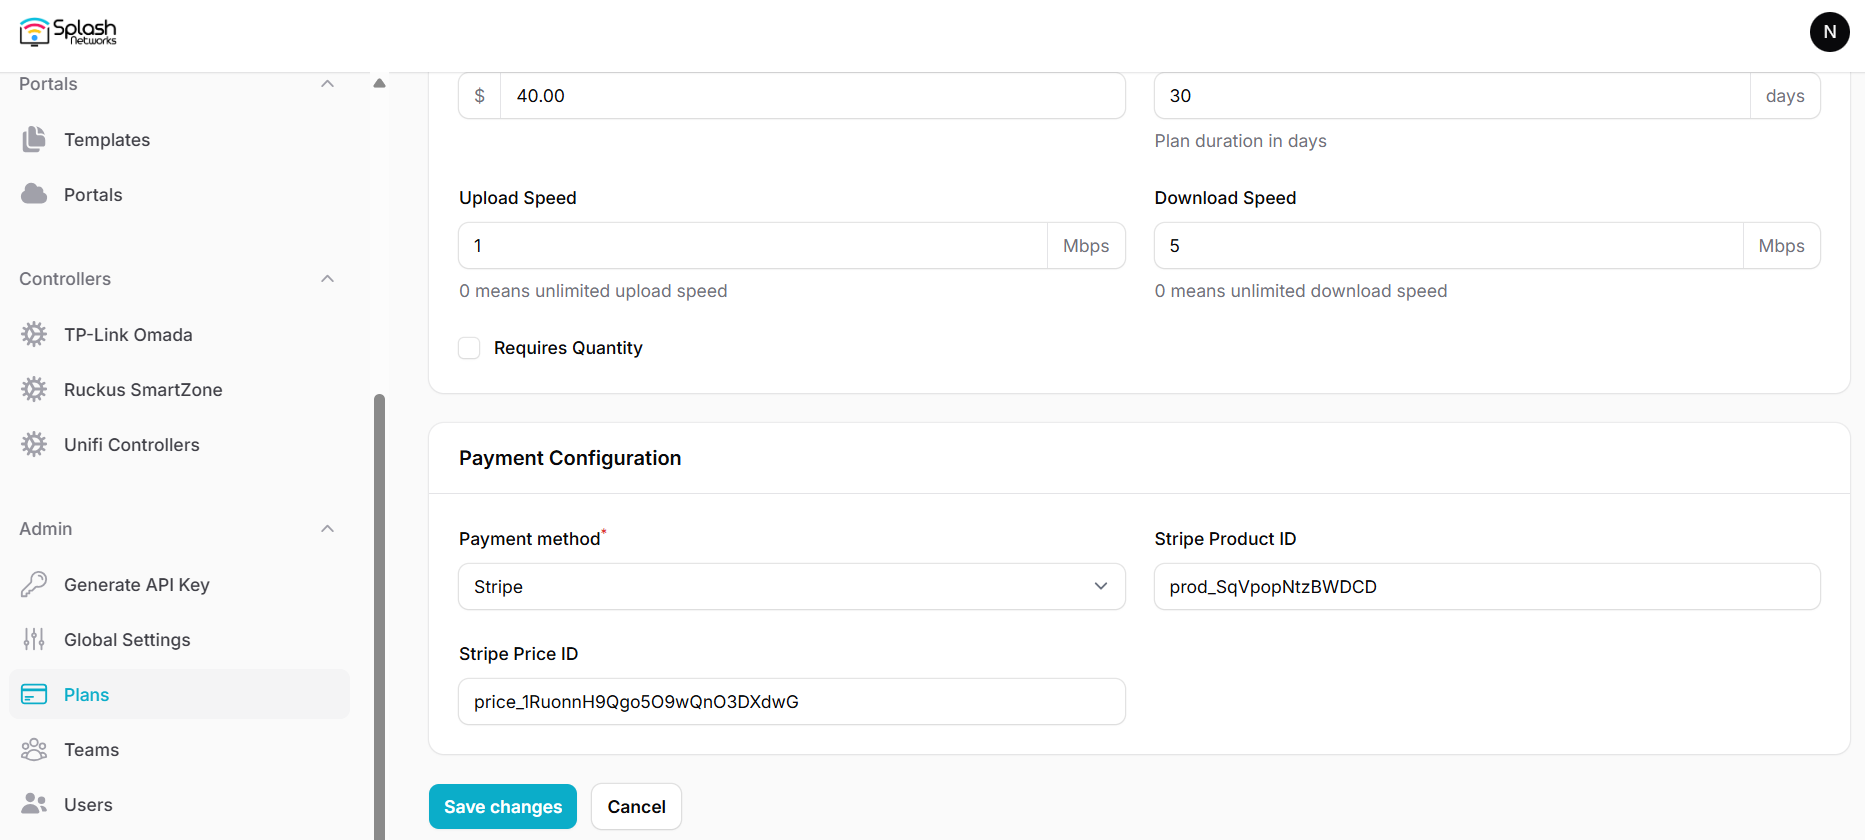 Splash
Networks
N
Portals
Templates
Portals
Controllers
TP-Link Omada
Ruckus SmartZone
Unifi Controllers
Admin
Generate API Key
Global Settings
Plans
Teams
Users
$ 40.00
30 days
Plan duration in days
Upload Speed
1 Mbps
0 means unlimited upload speed
Download Speed
5 Mbps
0 means unlimited download speed
Requires Quantity
Payment Configuration
Payment method*
Stripe
Stripe Product ID
prod_SqVpopNtzBWDCD
Stripe Price ID
price_1RuonnH9Qgo5O9wQnO3DXdwG
Save changes
Cancel